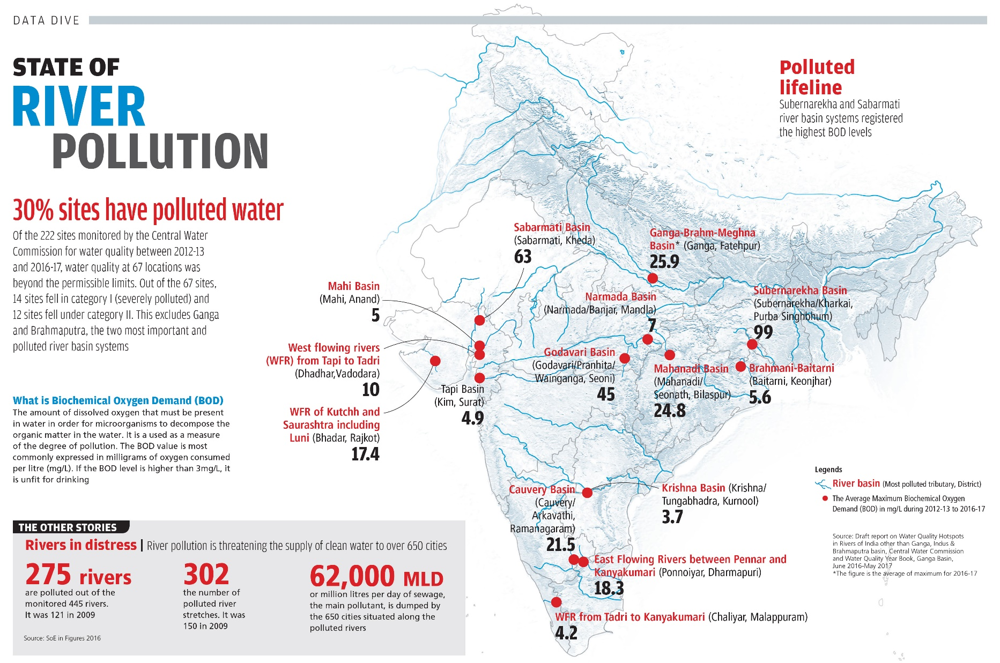 DATA DIVE
STATE OF
RIVER
POLLUTION
30% sites have polluted water
Of the 222 sites monitored by the Central Water
Commission for water quality between 2012-13
and 2016-17, water quality at 67 locations was
beyond the permissible limits. Out of the 67 sites,
14 sites fell in category I (severely polluted) and
12 sites fell under category II. This excludes Ganga
and Brahmaputra, the two most important and
polluted river basin systems
What is Biochemical Oxygen Demand (BOD)
The amount of dissolved oxygen that must be present
in water in order for microorganisms to decompose the
organic matter in the water. It is a used as a measure
of the degree of pollution. The BOD value is most
commonly expressed in milligrams of oxygen consumed
per litre (mg/L). If the BOD level is higher than 3mg/L, it
is unfit for drinking
Polluted
lifeline
Subernarekha and Sabarmati
river basin systems registered
the highest BOD levels
Sabarmati Basin
(Sabarmati, Kheda)
63
Ganga-Brahm-Meghna
Basin* (Ganga, Fatehpur)
25.9
Mahi Basin
(Mahi, Anand)
5
Narmada Basin
(Narmada/Banjar, Mandla)
7
Subernarekha Basin
(Subernarekha/Kharkai,
Purba Singhbhum)
99
West flowing rivers
(WFR) from Tapi to Tadri
(Dhadhar,Vadodara)
10
Godavari Basin
(Godavari/Pranhita/
Wainganga, Seoni)
45
Mahanadi Basin
(Mahanadi/
Seonath, Bilaspur)
24.8
Brahmani-Baitarni
(Baitarni, Keonjhar)
5.6
Tapi Basin
(Kim, Surat)
4.9
WFR of Kutchh and
Saurashtra including
Luni (Bhadar, Rajkot)
17.4
Cauvery Basin
(Cauvery/
Arkavathi,
Ramanagaram)
21.5
Krishna Basin (Krishna/
Tungabhadra, Kurnool)
3.7
East Flowing Rivers between Pennar and
Kanyakumari (Ponnoiyar, Dharmapuri)
18.3
WFR from Tadri to Kanyakumari (Chaliyar, Malappuram)
4.2
Legends
River basin (Most polluted tributary, District)
The Average Maximum Biochemical Oxygen
Demand (BOD) in mg/L during 2012-13 to 2016-17
Source: Draft report on Water Quality Hotspots
in Rivers of India other than Ganga, Indus &
Brahmaputra basin, Central Water Commission
and Water Quality Year Book, Ganga Basin,
June 2016-May 2017
*The figure is the average of maximum for 2016-17
THE OTHER STORIES
Rivers in distress | River pollution is threatening the supply of clean water to over 650 cities
275 rivers
are polluted out of the
monitored 445 rivers.
It was 121 in 2009
302
the number of
polluted river
stretches. It was
150 in 2009
62,000 MLD
or million litres per day of sewage,
the main pollutant, is dumped by
the 650 cities situated along the
polluted rivers
Source: SoE in Figures 2016